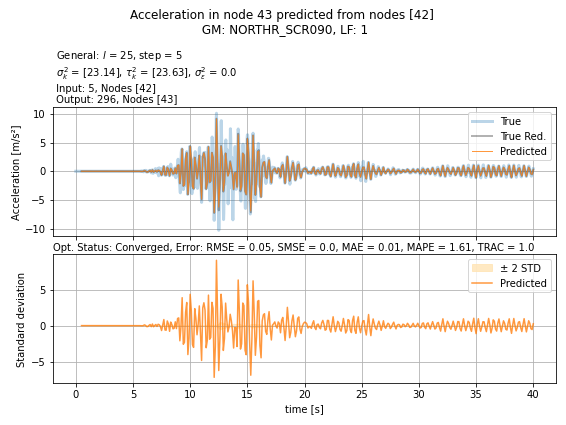 Acceleration in node 43 predicted from nodes [42]
GM: NORTHR_SCR090, LF: 1
General: l = 25, step = 5
σ²ₖ = [23.14], τ²ₖ = [23.63], σ²ε = 0.0
Input: 5, Nodes [42]
Output: 296, Nodes [43]
Acceleration [m/s²]
10
5
0
−5
−10
True
True Red.
Predicted
Opt. Status: Converged, Error: RMSE = 0.05, SMSE = 0.0, MAE = 0.01, MAPE = 1.61, TRAC = 1.0
Standard deviation
5
0
−5
± 2 STD
Predicted
0 5 10 15 20 25 30 35 40
time [s]